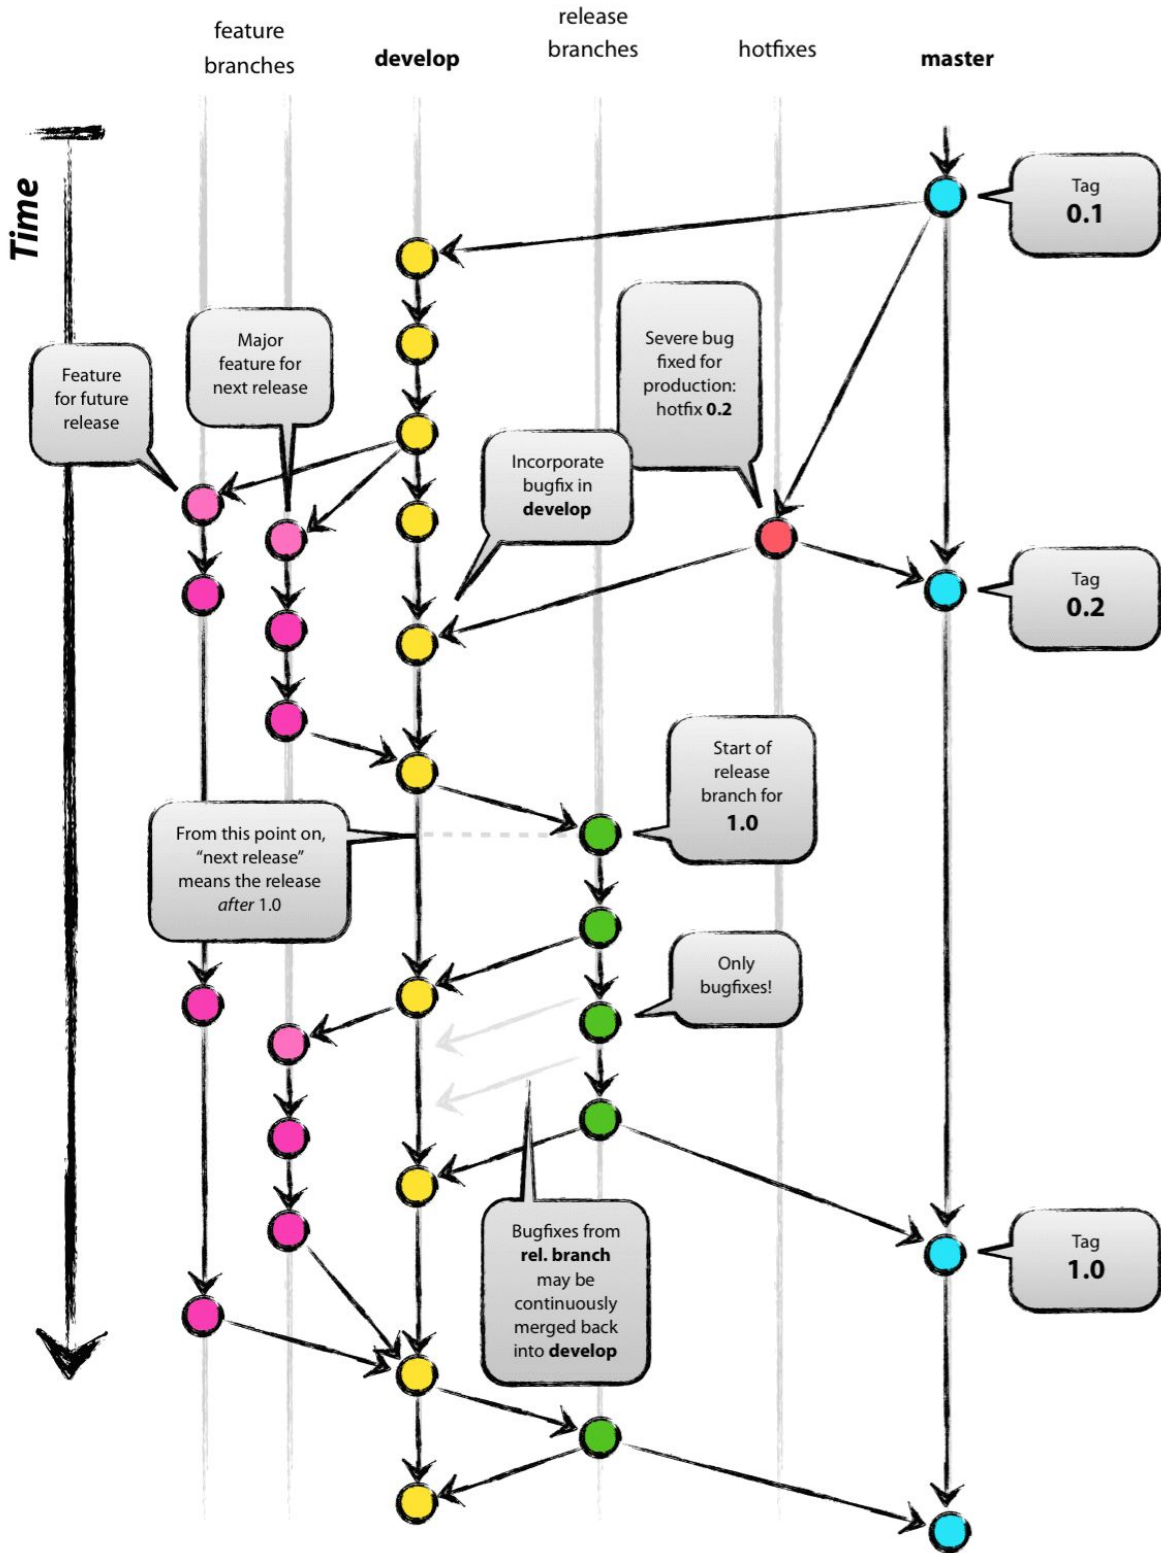 feature
branches
develop
release
branches
hotfixes
master
Time
Tag
0.1
Major
feature for
next release
Feature
for future
release
Severe bug
fixed for
production:
hotfix 0.2
Incorporate
bugfix in
develop
Tag
0.2
Start of
release
branch for
1.0
From this point on,
“next release”
means the release
after 1.0
Only
bugfixes!
Bugfixes from
rel. branch
may be
continuously
merged back
into develop
Tag
1.0